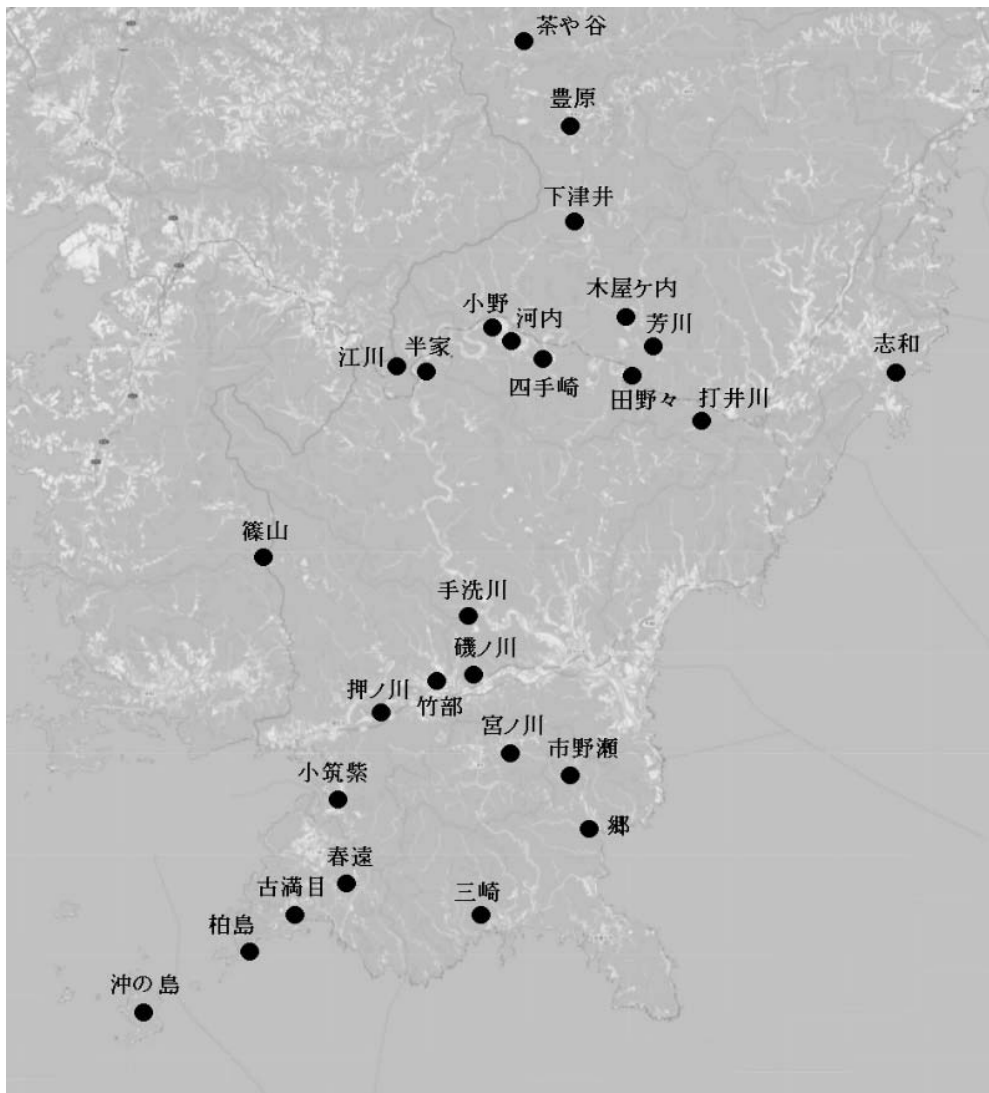 茶や谷
豊原
下津井
木屋ケ内
小野
河内
芳川
江川
半家
志和
四手崎
田野々
打井川
篠山
手洗川
磯ノ川
押ノ川
竹部
宮ノ川
市野瀬
小筑紫
郷
春遠
古満目
三崎
柏島
沖の島